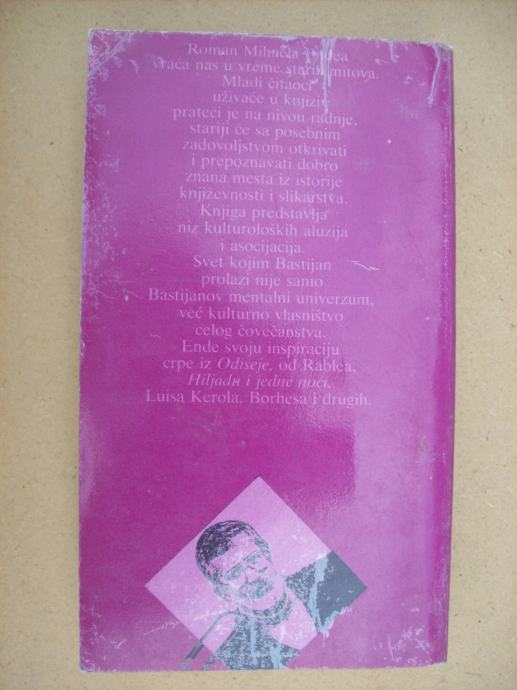 Roman Mihaela Endea
vraća nas u vreme starih mitova.
Mladi čitaoci
uživaće u knjizi
prateći je na nivou radnje,
stariji će sa posebnim
zadovoljstvom otkrivati
i prepoznavati dobro
znana mesta iz istorije
književnosti i slikarstva.
Knjiga predstavlja
niz kulturoloških aluzija
i asocijacija.
Svet kojim Bastijan
prolazi nije samo
Bastijanov mentalni univerzum,
već kulturno vlasništvo
celog čovečanstva.
Ende svoju inspiraciju
crpe iz Odiseje, od Rablea,
Hiljadu i jedne noći,
Luisa Kerola, Borhesa i drugih.